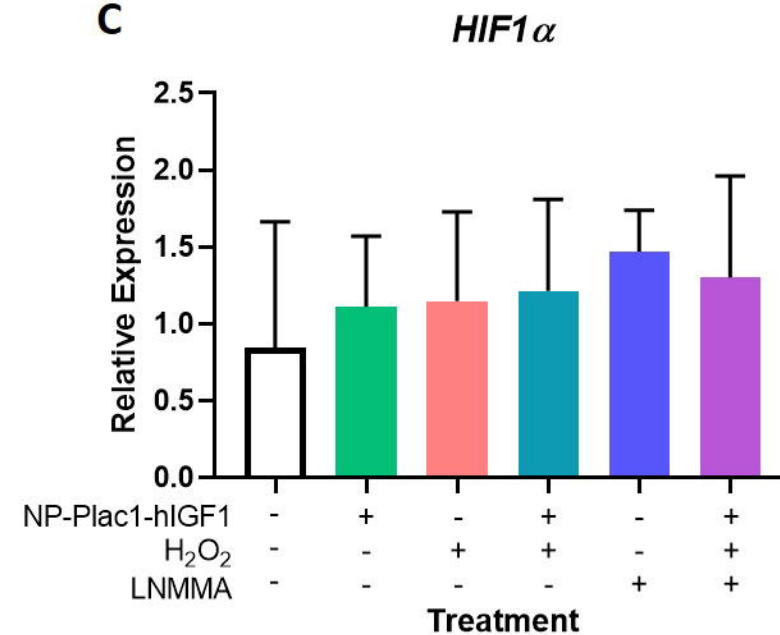 C
HIF1α
Relative Expression
2.5
2.0
1.5
1.0
0.5
0.0
NP-Plac1-hIGF1 - + - + - +
H₂O₂ - - + + - +
LNMMA - - - - + +
Treatment